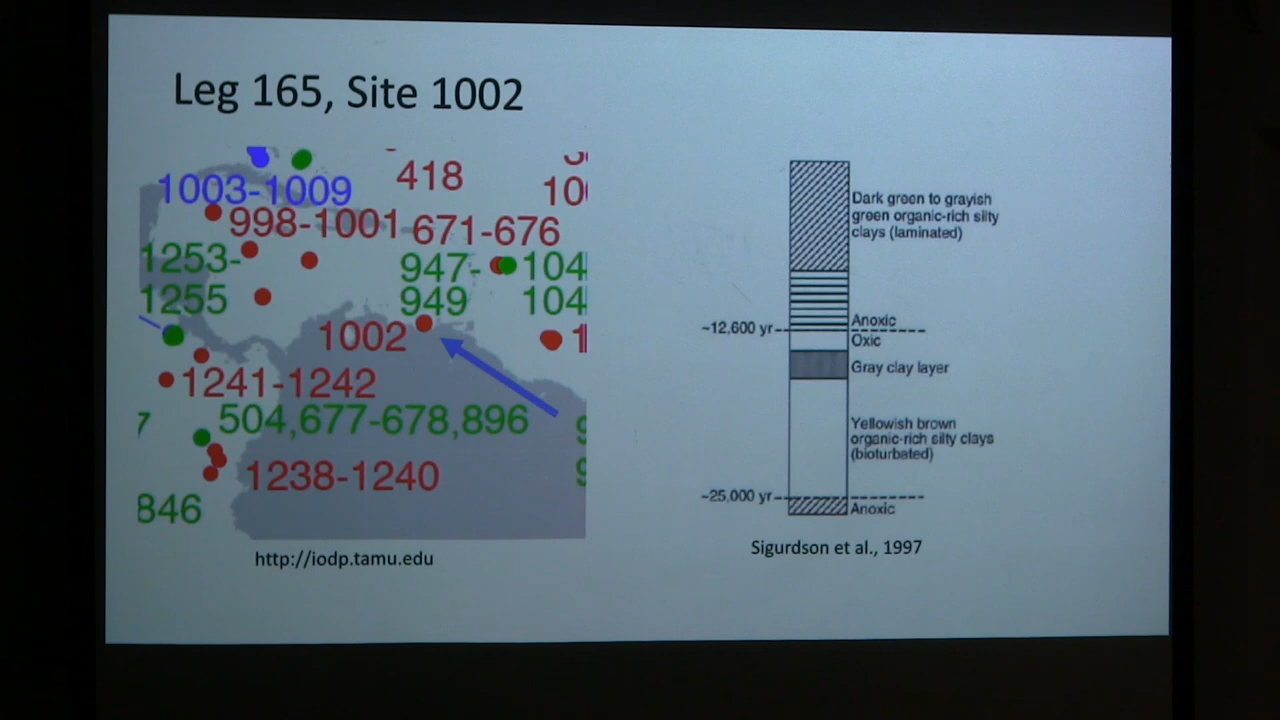 Leg 165, Site 1002
418
1003-1009
998-1001
671-676
1253-
1255
947-
949
104
104
1002
1241-1242
504,677-678,896
1238-1240
846
http://iodp.tamu.edu
Dark green to grayish
green organic-rich silty
clays (laminated)
Anoxic
~12,600 yr
Oxic
Gray clay layer
Yellowish brown
organic-rich silty clays
(bioturbated)
~25,000 yr
Anoxic
Sigurdson et al., 1997